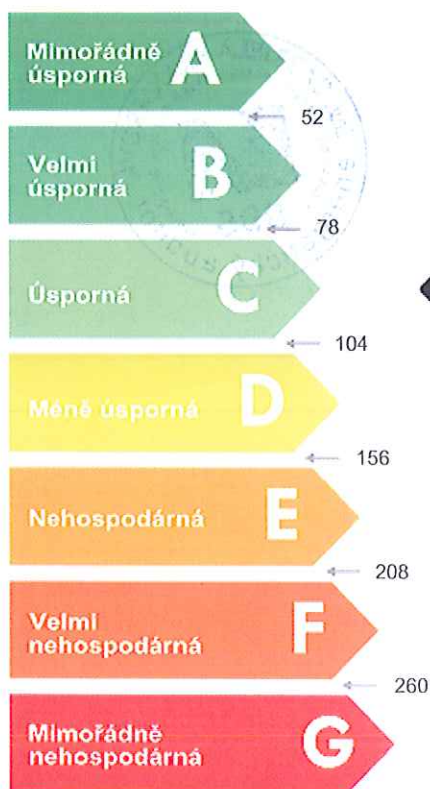 Mimořádně
úsporná
A
52
Velmi
úsporná
B
78
Úsporná
C
104
Méně úsporná
D
156
Nehospodárná
E
208
Velmi
nehospodárná
F
260
Mimořádně
nehospodárná
G